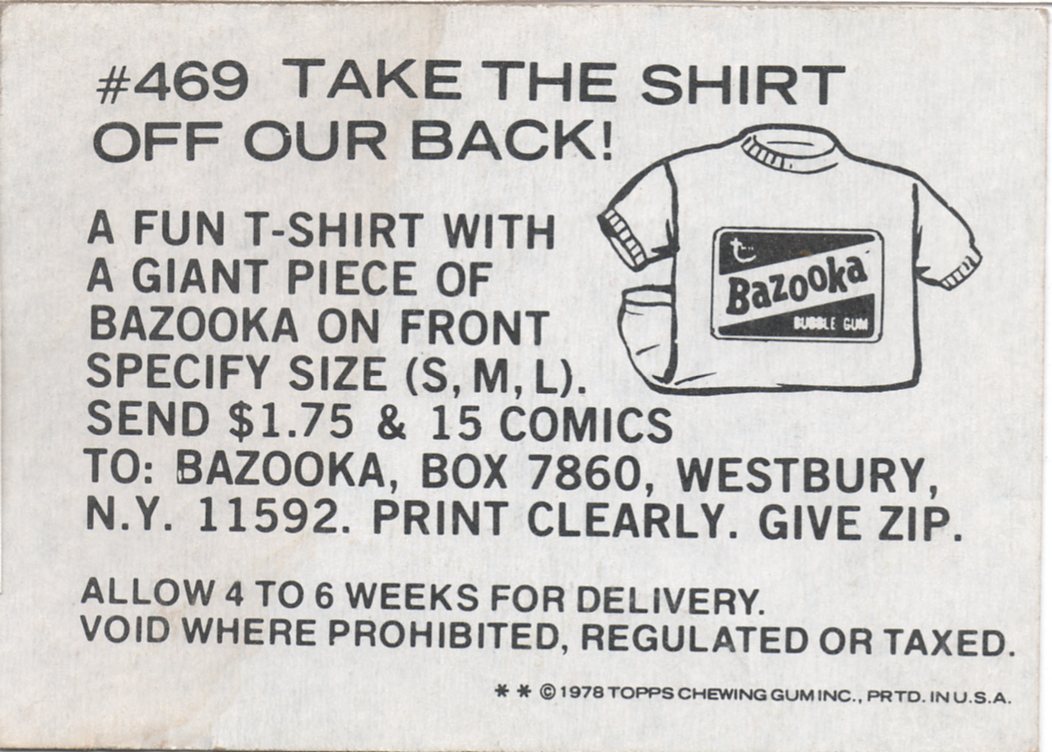 #469 TAKE THE SHIRT
OFF OUR BACK!
A FUN T-SHIRT WITH
A GIANT PIECE OF
BAZOOKA ON FRONT
SPECIFY SIZE (S, M, L).
SEND $1.75 & 15 COMICS
TO: BAZOOKA, BOX 7860, WESTBURY,
N.Y. 11592. PRINT CLEARLY. GIVE ZIP.
ALLOW 4 TO 6 WEEKS FOR DELIVERY.
VOID WHERE PROHIBITED, REGULATED OR TAXED.
* * © 1978 TOPPS CHEWING GUM INC., PRTD. IN U.S.A.
Bazooka
BUBBLE GUM